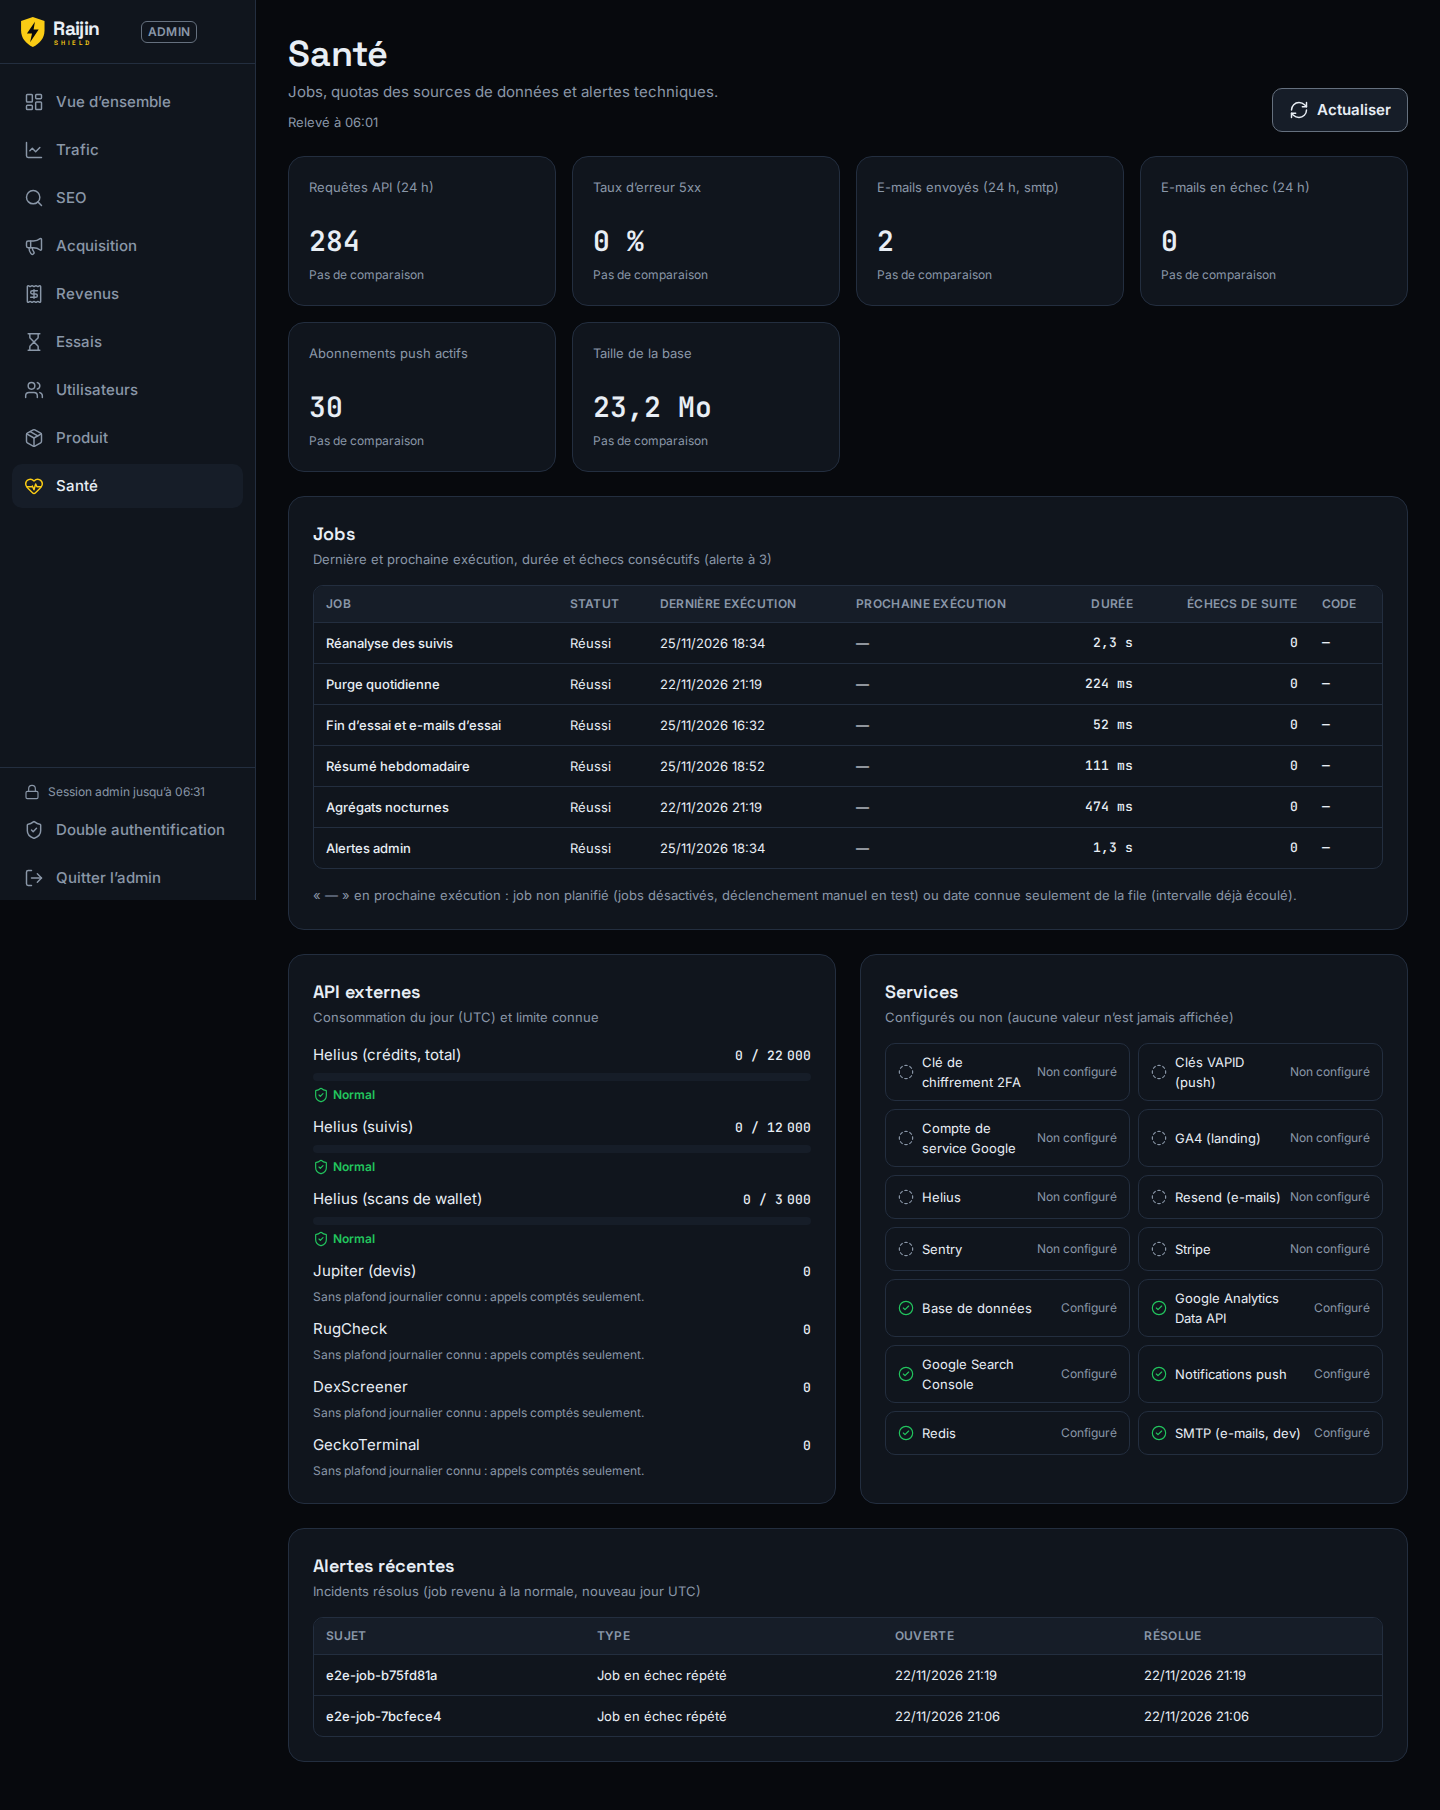 Raijin
SHIELD
ADMIN
Vue d’ensemble
Trafic
SEO
Acquisition
Revenus
Essais
Utilisateurs
Produit
Santé
Session admin jusqu’à 06:31
Double authentification
Quitter l’admin
Santé
Jobs, quotas des sources de données et alertes techniques.
Relevé à 06:01
Actualiser
Requêtes API (24 h)
284
Pas de comparaison
Taux d’erreur 5xx
0 %
Pas de comparaison
E-mails envoyés (24 h, smtp)
2
Pas de comparaison
E-mails en échec (24 h)
0
Pas de comparaison
Abonnements push actifs
30
Pas de comparaison
Taille de la base
23,2 Mo
Pas de comparaison
Jobs
Dernière et prochaine exécution, durée et échecs consécutifs (alerte à 3)
JOB STATUT DERNIÈRE EXÉCUTION PROCHAINE EXÉCUTION DURÉE ÉCHECS DE SUITE CODE
Réanalyse des suivis Réussi 25/11/2026 18:34 — 2,3 s 0 —
Purge quotidienne Réussi 22/11/2026 21:19 — 224 ms 0 —
Fin d’essai et e-mails d’essai Réussi 25/11/2026 16:32 — 52 ms 0 —
Résumé hebdomadaire Réussi 25/11/2026 18:52 — 111 ms 0 —
Agrégats nocturnes Réussi 22/11/2026 21:19 — 474 ms 0 —
Alertes admin Réussi 25/11/2026 18:34 — 1,3 s 0 —
« — » en prochaine exécution : job non planifié (jobs désactivés, déclenchement manuel en test) ou date connue seulement de la file (intervalle déjà écoulé).
API externes
Consommation du jour (UTC) et limite connue
Helius (crédits, total) 0 / 22 000
Normal
Helius (suivis) 0 / 12 000
Normal
Helius (scans de wallet) 0 / 3 000
Normal
Jupiter (devis) 0
Sans plafond journalier connu : appels comptés seulement.
RugCheck 0
Sans plafond journalier connu : appels comptés seulement.
DexScreener 0
Sans plafond journalier connu : appels comptés seulement.
GeckoTerminal 0
Sans plafond journalier connu : appels comptés seulement.
Services
Configurés ou non (aucune valeur n’est jamais affichée)
Clé de
chiffrement 2FA
Non configuré
Clés VAPID
(push)
Non configuré
Compte de
service Google
Non configuré
GA4 (landing) Non configuré
Helius Non configuré
Resend (e-mails) Non configuré
Sentry Non configuré
Stripe Non configuré
Base de données Configuré
Google Analytics
Data API
Configuré
Google Search
Console
Configuré
Notifications push Configuré
Redis Configuré
SMTP (e-mails, dev) Configuré
Alertes récentes
Incidents résolus (job revenu à la normale, nouveau jour UTC)
SUJET TYPE OUVERTE RÉSOLUE
e2e-job-b75fd81a Job en échec répété 22/11/2026 21:19 22/11/2026 21:19
e2e-job-7bcfece4 Job en échec répété 22/11/2026 21:06 22/11/2026 21:06